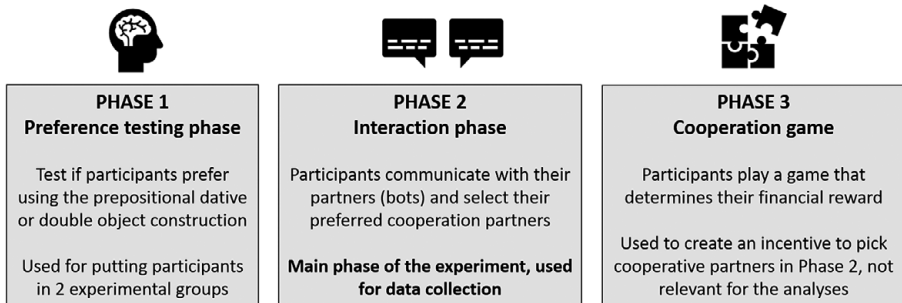 PHASE 1
Preference testing phase
Test if participants prefer
using the prepositional dative
or double object construction
Used for putting participants
in 2 experimental groups
PHASE 2
Interaction phase
Participants communicate with their
partners (bots) and select their
preferred cooperation partners
Main phase of the experiment, used
for data collection
PHASE 3
Cooperation game
Participants play a game that
determines their financial reward
Used to create an incentive to pick
cooperative partners in Phase 2, not
relevant for the analyses